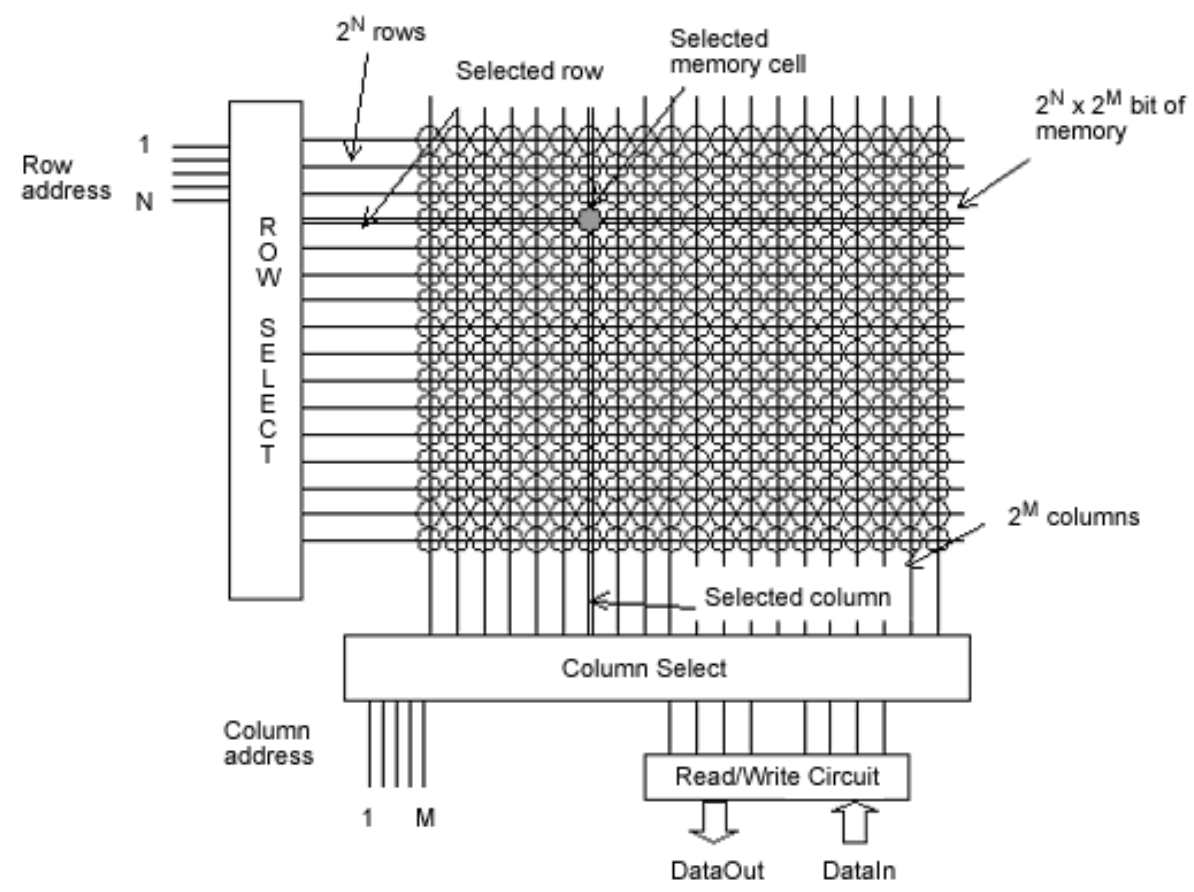 2^N rows
Selected row
Selected
memory cell
2^N x 2^M bit of
memory
1
Row
address
N
ROW SELECT
2^M columns
Selected column
Column Select
Column
address
1 M
Read/Write Circuit
DataOut DataIn